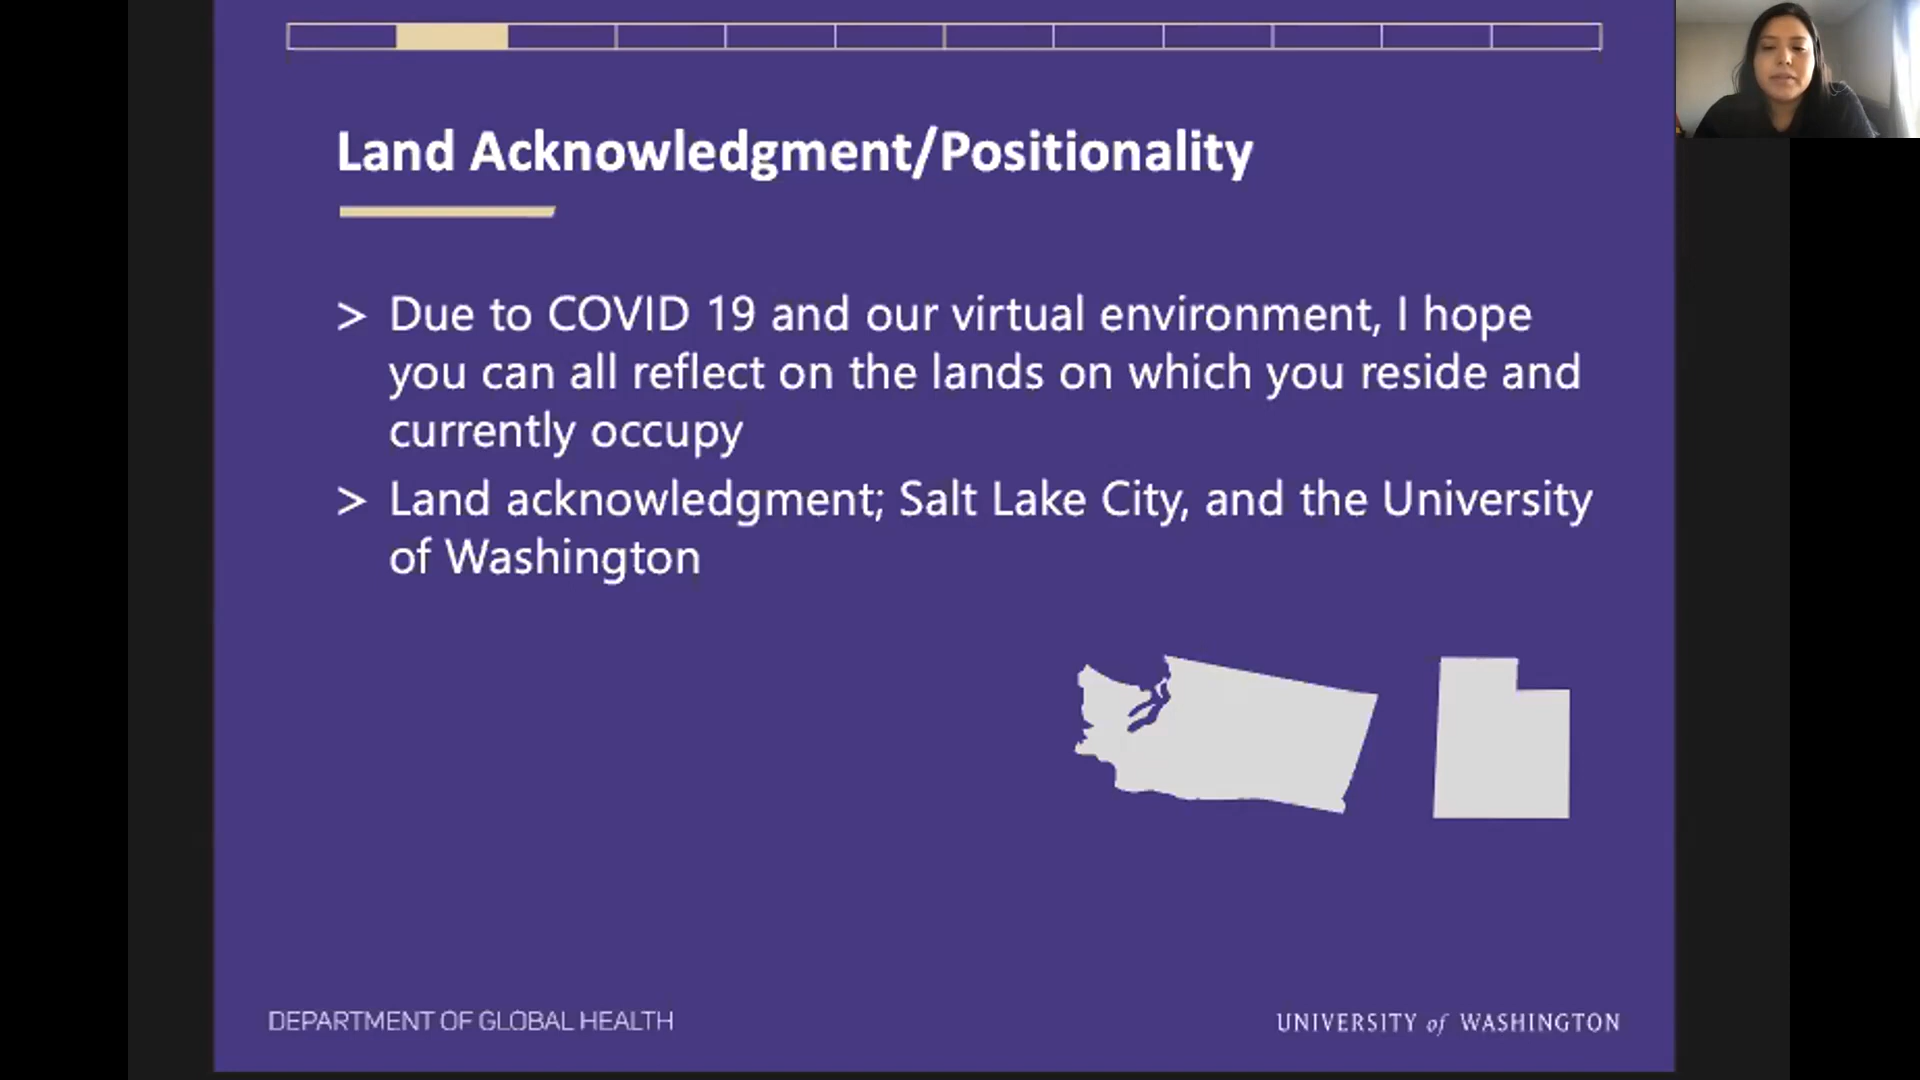 Land Acknowledgment/Positionality
> Due to COVID 19 and our virtual environment, I hope
you can all reflect on the lands on which you reside and
currently occupy
> Land acknowledgment; Salt Lake City, and the University
of Washington
DEPARTMENT OF GLOBAL HEALTH
UNIVERSITY of WASHINGTON